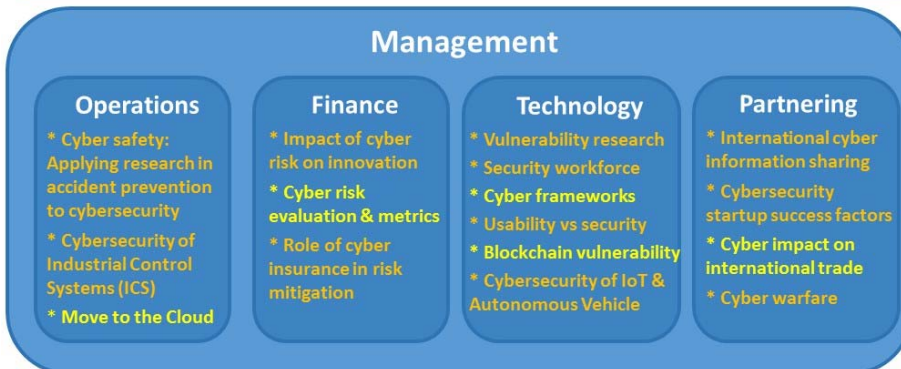 Management
Operations
* Cyber safety:
Applying research in
accident prevention
to cybersecurity
* Cybersecurity of
Industrial Control
Systems (ICS)
* Move to the Cloud
Finance
* Impact of cyber
risk on innovation
* Cyber risk
evaluation & metrics
* Role of cyber
insurance in risk
mitigation
Technology
* Vulnerability research
* Security workforce
* Cyber frameworks
* Usability vs security
* Blockchain vulnerability
* Cybersecurity of IoT &
Autonomous Vehicle
Partnering
* International cyber
information sharing
* Cybersecurity
startup success factors
* Cyber impact on
international trade
* Cyber warfare